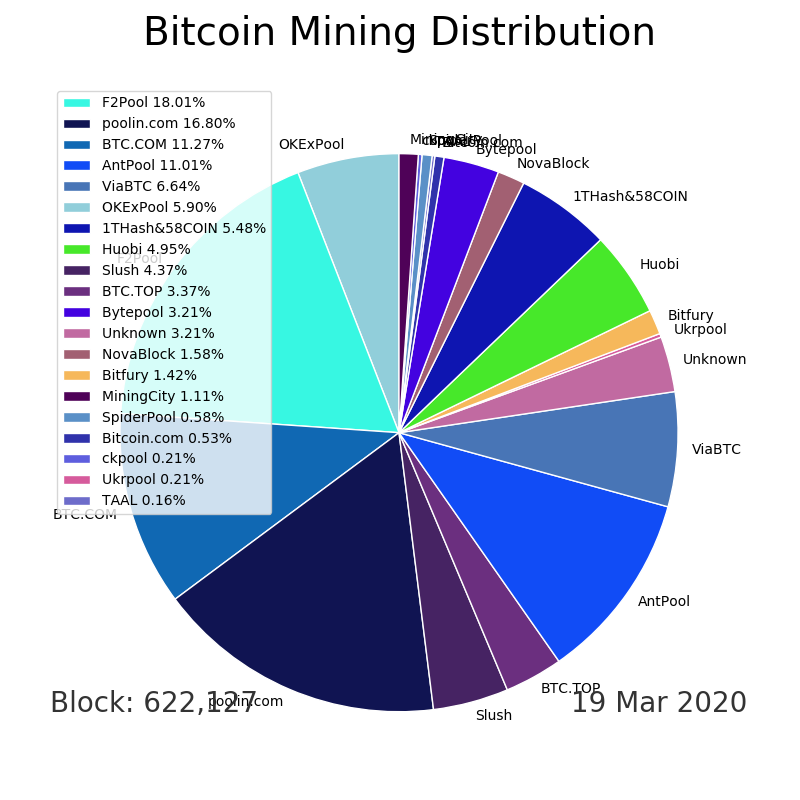 Bitcoin Mining Distribution
F2Pool 18.01%
poolin.com 16.80%
BTC.COM 11.27%
AntPool 11.01%
ViaBTC 6.64%
OKExPool 5.90%
1THash&58COIN 5.48%
Huobi 4.95%
Slush 4.37%
BTC.TOP 3.37%
Bytepool 3.21%
Unknown 3.21%
NovaBlock 1.58%
Bitfury 1.42%
MiningCity 1.11%
SpiderPool 0.58%
Bitcoin.com 0.53%
ckpool 0.21%
Ukrpool 0.21%
TAAL 0.16%
OKExPool
MiningCity
Bytepool
NovaBlock
1THash&58COIN
Huobi
Bitfury
Ukrpool
Unknown
ViaBTC
AntPool
BTC.TOP
Slush
poolin.com
BTC.COM
F2Pool
Block: 622,127
19 Mar 2020